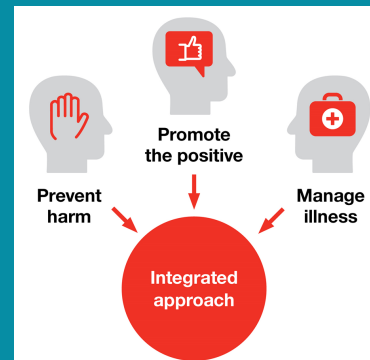 Promote
the positive
Prevent
harm
Manage
illness
Integrated
approach